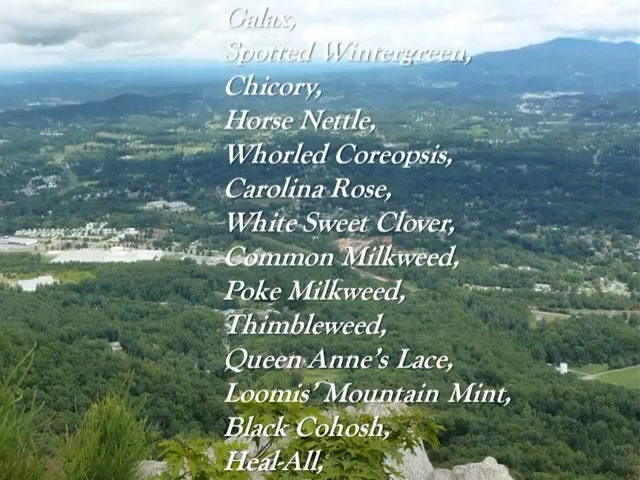 Galax,
Spotted Wintergreen,
Chicory,
Horse Nettle,
Whorled Coreopsis,
Carolina Rose,
White Sweet Clover,
Common Milkweed,
Poke Milkweed,
Thimbleweed,
Queen Anne's Lace,
Loomis' Mountain Mint,
Black Cohosh,
Heal-All,